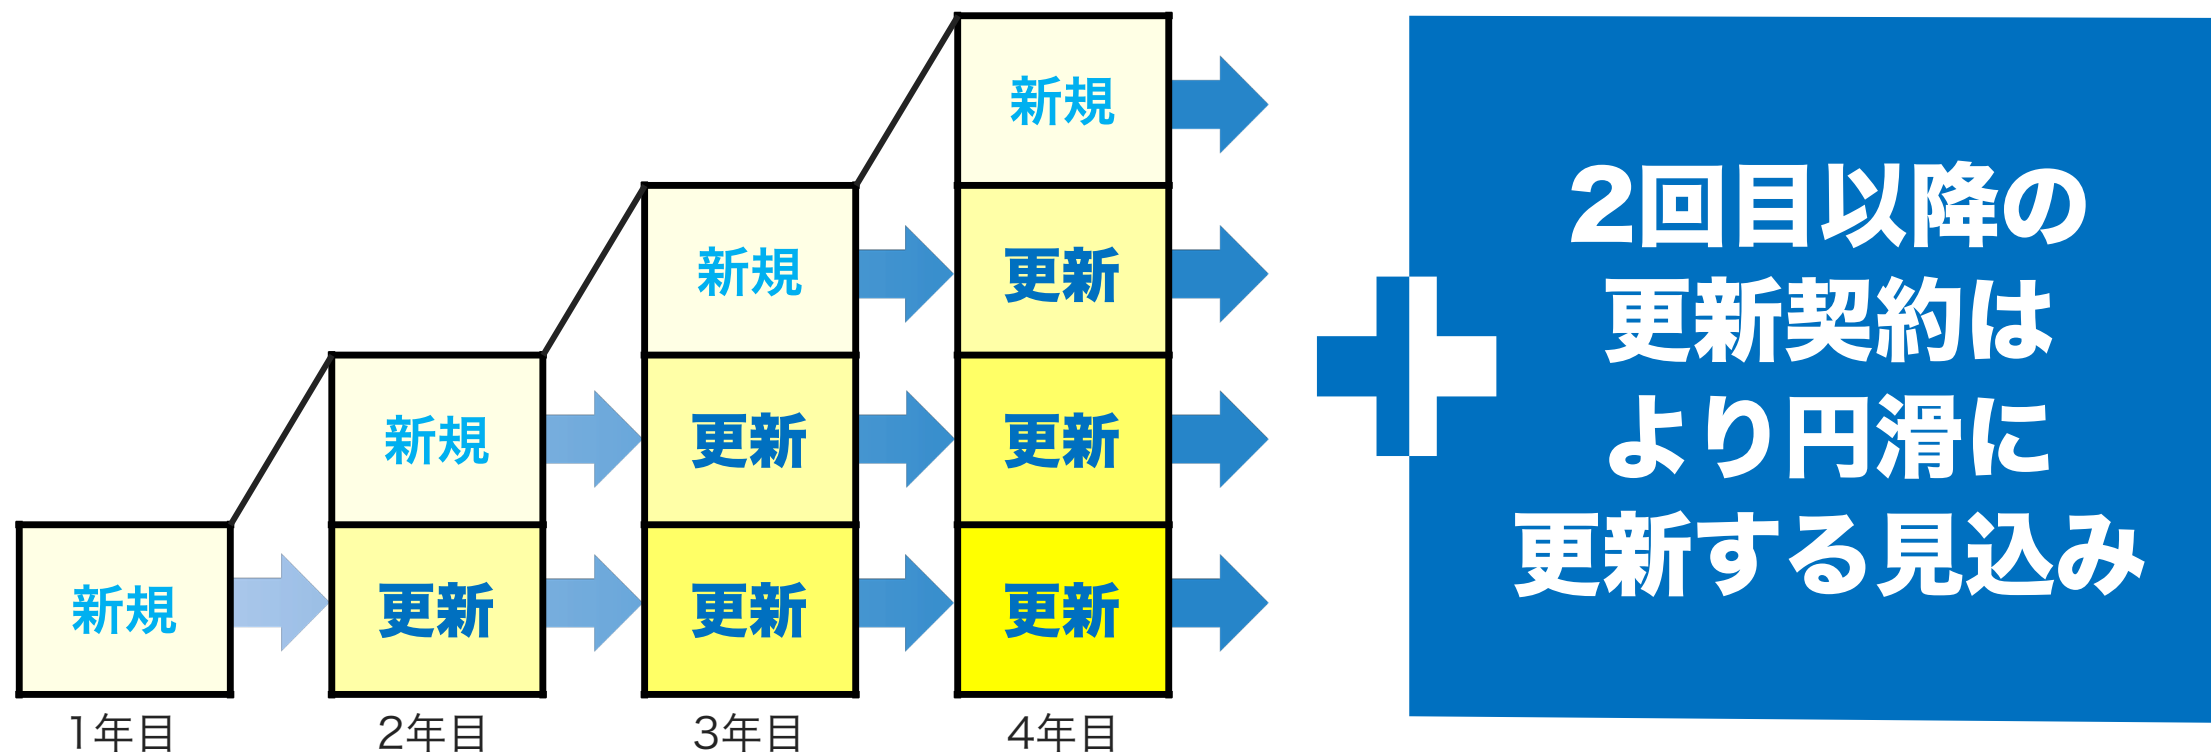 新規
新規
更新
新規
更新
更新
新規
更新
更新
更新
1年目
2年目
3年目
4年目
2回目以降の
更新契約は
より円滑に
更新する見込み